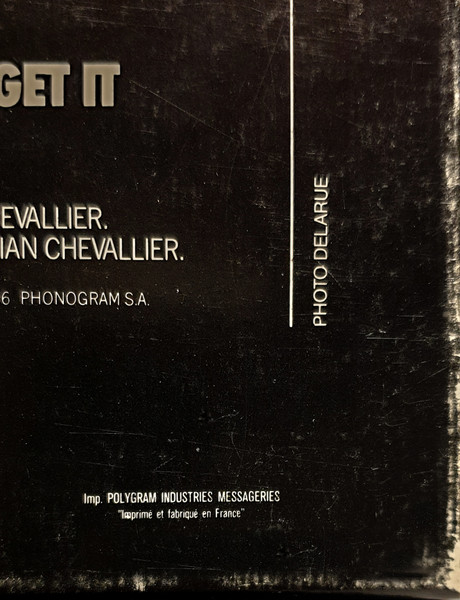 GET IT
EVALLIER.
IAN CHEVALLIER.
6 PHONOGRAM S.A.
PHOTO DELARUE
Imp. POLYGRAM INDUSTRIES MESSAGERIES
"Imprimé et fabriqué en France"